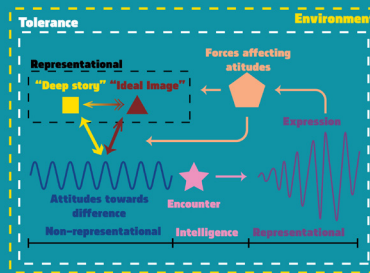 Tolerance
Environment
Representational
Forces affecting
atitudes
“Deep story”
“Ideal image”
Expression
Attitudes towards
difference
Encounter
Non-representational
Intelligence
Representational